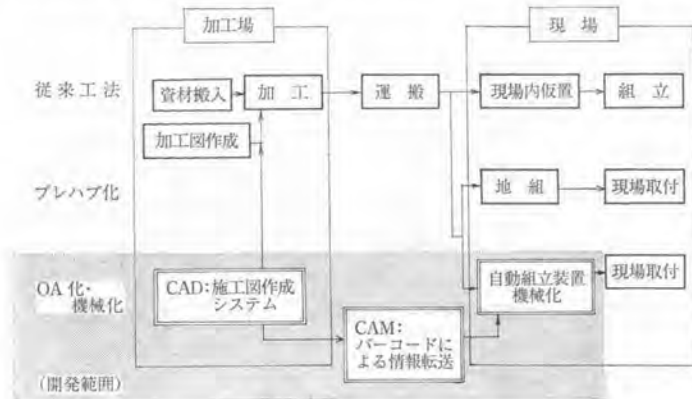 加工場
現場
従来工法
資材搬入
加工
運搬
現場内仮置
組立
加工図作成
プレハブ化
地組
現場取付
OA化・
機械化
CAD:施工図作成
システム
自動組立装置
機械化
現場取付
CAM:
バーコードに
よる情報転送
(開発範囲)